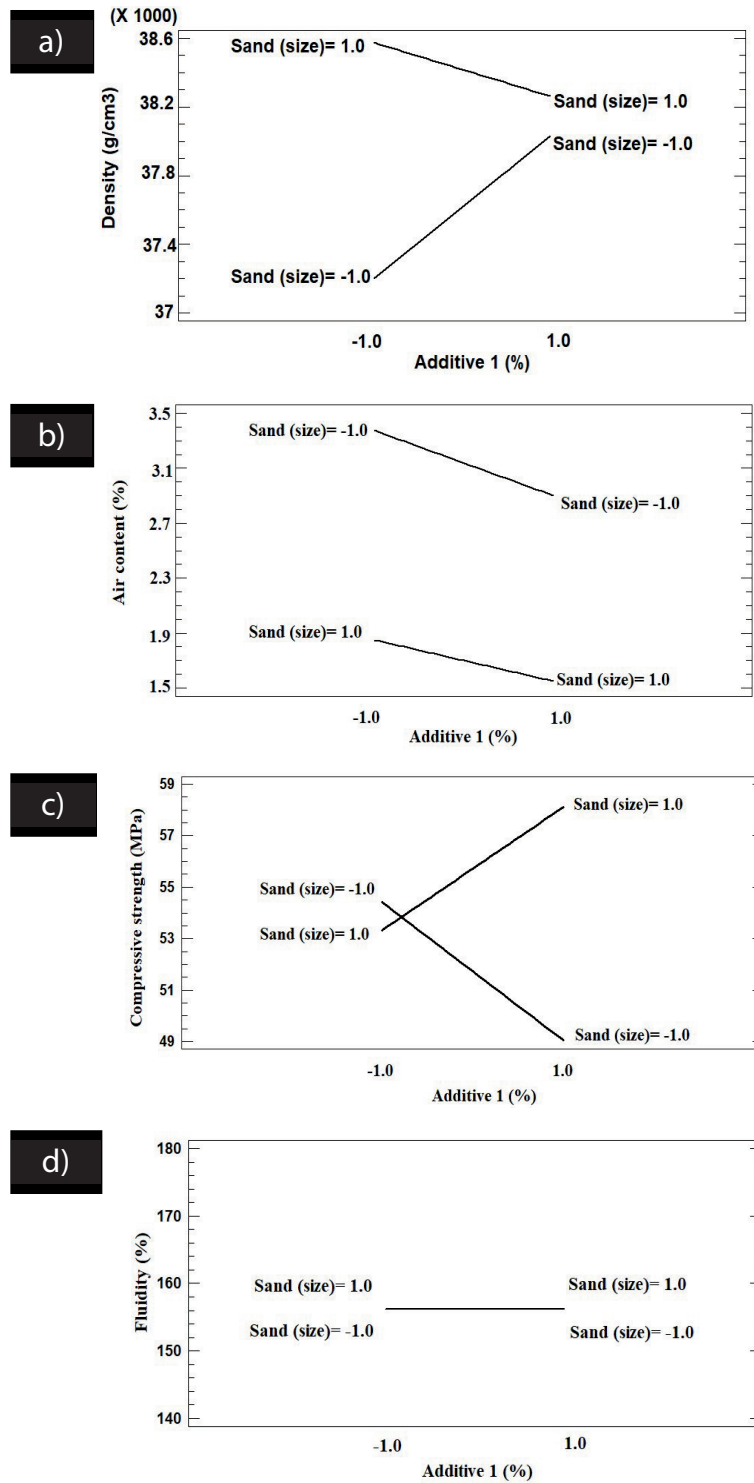 (X 1000)
a)
38.6
Sand (size)= 1.0
38.2
Sand (size)= 1.0
Sand (size)= -1.0
37.8
37.4
Sand (size)= -1.0
37
Density (g/cm3)
-1.0 1.0
Additive 1 (%)
b)
3.5
Sand (size)= -1.0
3.1
Sand (size)= -1.0
2.7
2.3
1.9
Sand (size)= 1.0
Sand (size)= 1.0
1.5
Air content (%)
-1.0 1.0
Additive 1 (%)
c)
59
Sand (size)= 1.0
57
55
Sand (size)= -1.0
53
Sand (size)= 1.0
51
49
Sand (size)= -1.0
Compressive strength (MPa)
-1.0 1.0
Additive 1 (%)
d)
180
170
160
Sand (size)= 1.0 Sand (size)= 1.0
Sand (size)= -1.0 Sand (size)= -1.0
150
140
Fluidity (%)
-1.0 1.0
Additive 1 (%)